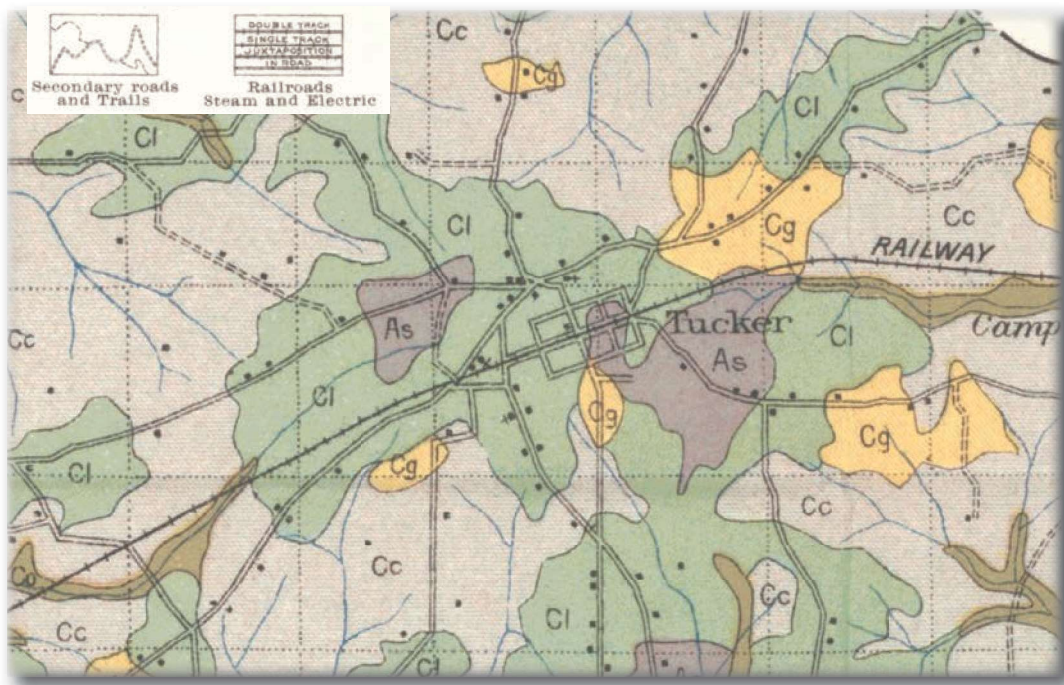 DOUBLE TRACK
SINGLE TRACK
JUXTAPOSITION
IN ROAD
Secondary roads
and Trails
Railroads
Steam and Electric
Cc
Cg
c
Cl
Cl
Cl
Cg
Cc
RAILWAY
As
Tucker
Camp
Cc
As
Cl
Cl
Cl
Cg
Cg
Cg
Cc
Cc
Cc
Cc
Cl
Cl